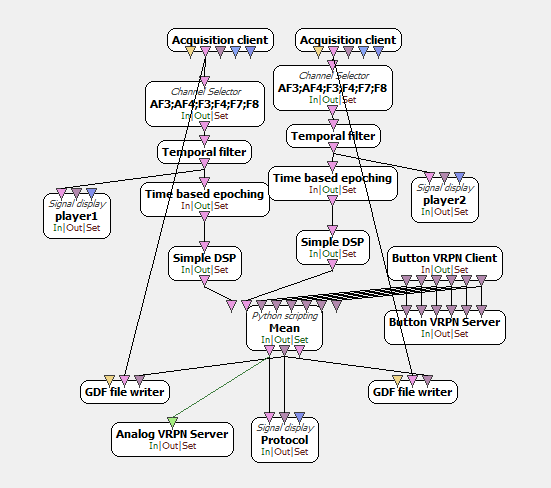 Acquisition client
Acquisition client
Channel Selector
AF3;AF4;F3;F4;F7;F8
In|Out|Set
Channel Selector
AF3;AF4;F3;F4;F7;F8
In|Out|Set
Temporal filter
Temporal filter
Signal display
player1
In|Out|Set
Time based epoching
In|Out|Set
Time based epoching
In|Out|Set
Signal display
player2
In|Out|Set
Simple DSP
In|Out|Set
Simple DSP
In|Out|Set
Button VRPN Client
In|Out|Set
Python scripting
Mean
In|Out|Set
Button VRPN Server
In|Out|Set
GDF file writer
GDF file writer
Analog VRPN Server
In|Out|Set
Signal display
Protocol
In|Out|Set